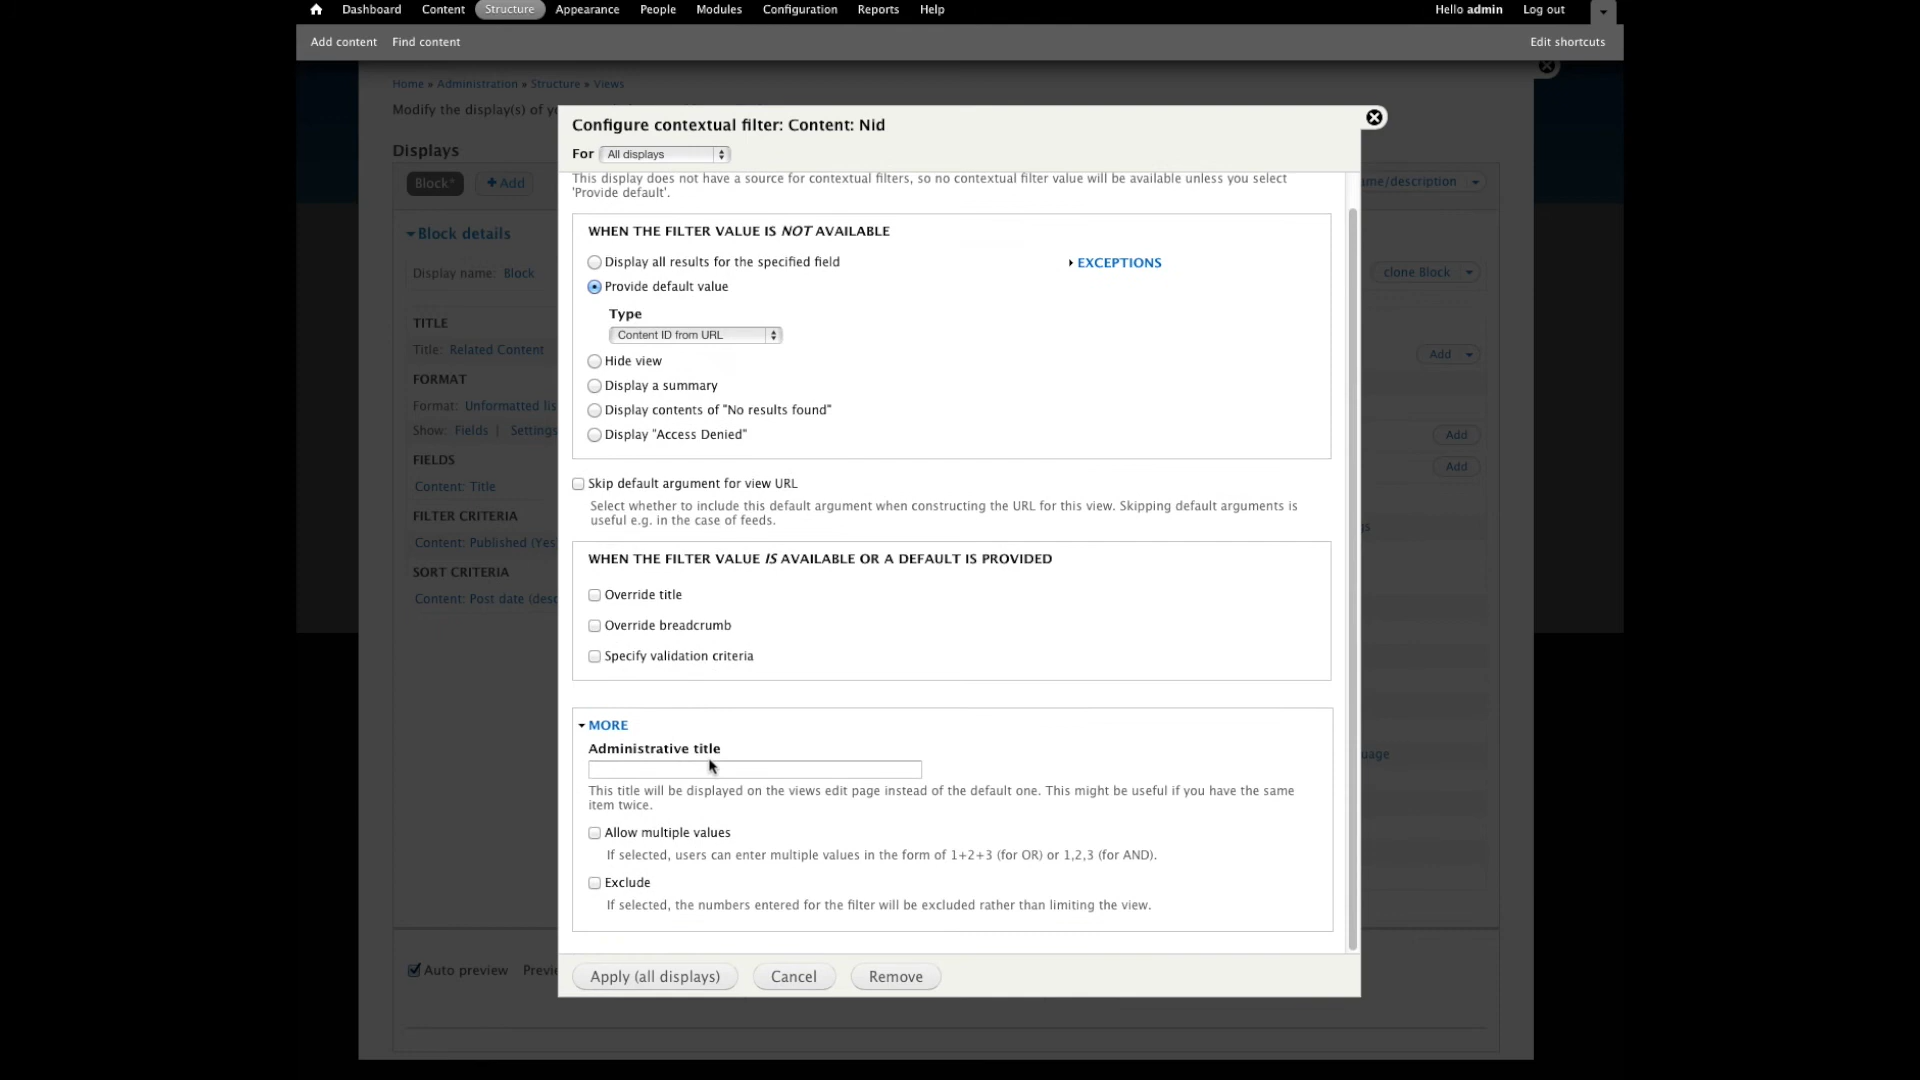 Dashboard Content Structure Appearance People Modules Configuration Reports Help Hello admin Log out
Add content Find content Edit shortcuts
Home » Administration » Structure » Views
Modify the display(s) of
Displays
Block* + Add
me/description
Block details
Display name: Block
clone Block
TITLE
Title: Related Content
Add
FORMAT
Format: Unformatted lis
Show: Fields | Settings
Add
FIELDS
Add
Content: Title
FILTER CRITERIA
Content: Published (Yes
SORT CRITERIA
Content: Post date (desc
uage
Auto preview Previe
Configure contextual filter: Content: Nid
For All displays
This display does not have a source for contextual filters, so no contextual filter value will be available unless you select
'Provide default'.
WHEN THE FILTER VALUE IS NOT AVAILABLE
Display all results for the specified field
EXCEPTIONS
Provide default value
Type
Content ID from URL
Hide view
Display a summary
Display contents of "No results found"
Display "Access Denied"
Skip default argument for view URL
Select whether to include this default argument when constructing the URL for this view. Skipping default arguments is
useful e.g. in the case of feeds.
WHEN THE FILTER VALUE IS AVAILABLE OR A DEFAULT IS PROVIDED
Override title
Override breadcrumb
Specify validation criteria
MORE
Administrative title
This title will be displayed on the views edit page instead of the default one. This might be useful if you have the same
item twice.
Allow multiple values
If selected, users can enter multiple values in the form of 1+2+3 (for OR) or 1,2,3 (for AND).
Exclude
If selected, the numbers entered for the filter will be excluded rather than limiting the view.
Apply (all displays) Cancel Remove